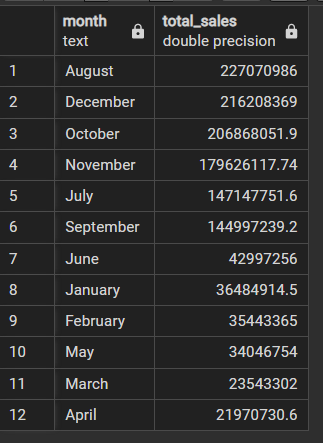 month total_sales
text double precision
1 August 227070986
2 December 216208369
3 October 206868051.9
4 November 179626117.74
5 July 147147751.6
6 September 144997239.2
7 June 42997256
8 January 36484914.5
9 February 35443365
10 May 34046754
11 March 23543302
12 April 21970730.6